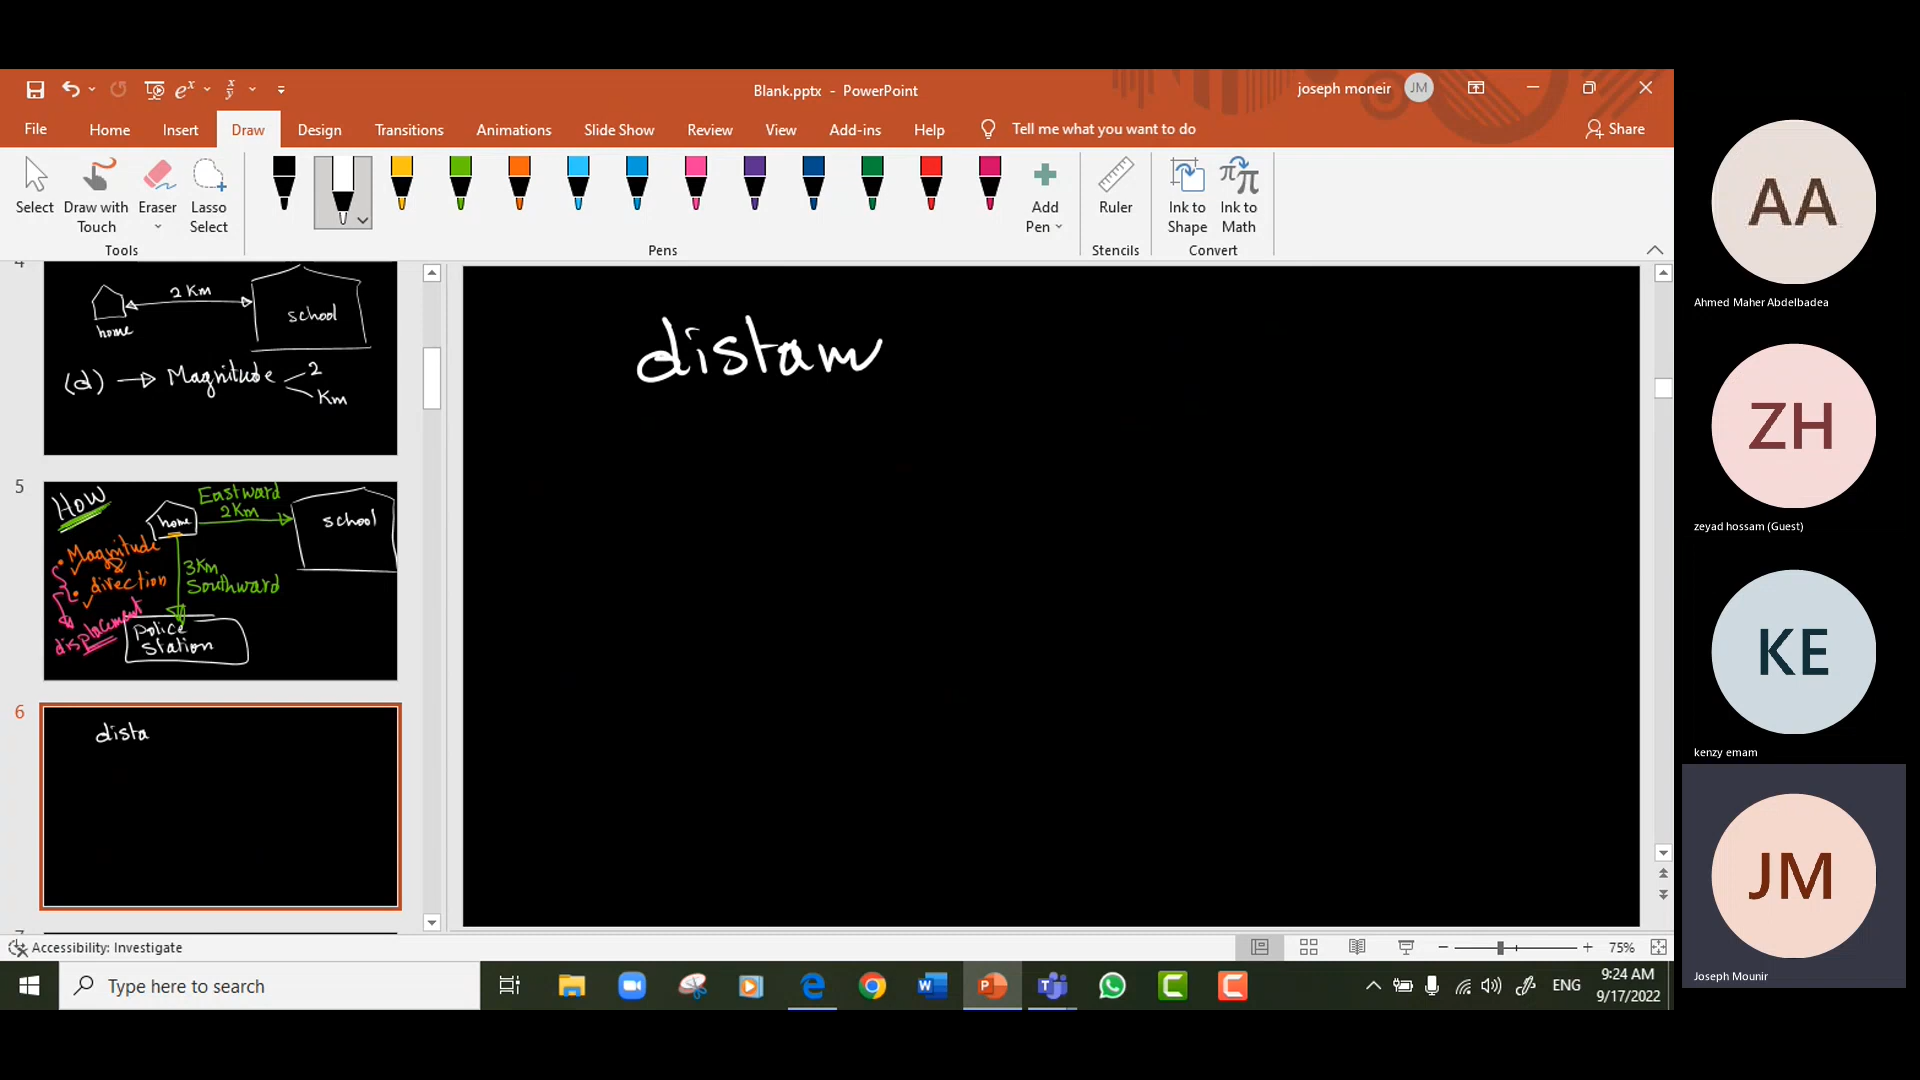 Blank.pptx - PowerPoint
joseph moneir
JM
File
Home
Insert
Draw
Design
Transitions
Animations
Slide Show
Review
View
Add-ins
Help
Tell me what you want to do
Share
Select
Draw with Touch
Eraser
Lasso Select
Add Pen
Ruler
Ink to Shape
Ink to Math
Tools
Pens
Stencils
Convert
4
2 Km
home
school
(d) → Magnitude
2
Km
5
How
Eastward
2Km
home
school
• Magnitude
• direction
3Km
Southward
displacement
Police
Station
6
dista
distam
Accessibility: Investigate
75%
Type here to search
ENG
9:24 AM
9/17/2022
AA
Ahmed Maher Abdelbadea
ZH
zeyad hossam (Guest)
KE
kenzy emam
JM
Joseph Mounir